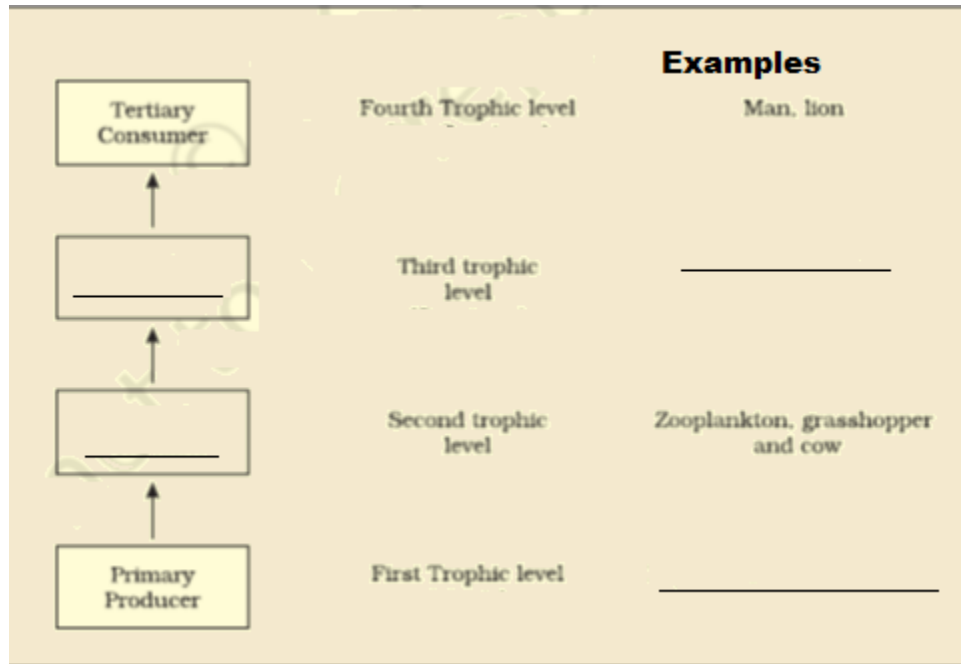 Examples
Tertiary
Consumer
Fourth Trophic level
Man, lion
Third trophic
level
Second trophic
level
Zooplankton, grasshopper
and cow
Primary
Producer
First Trophic level